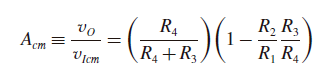 A_cm ≡ v_O / v_Icm = (R_4 / (R_4 + R_3)) (1 − (R_2 / R_1) (R_3 / R_4))